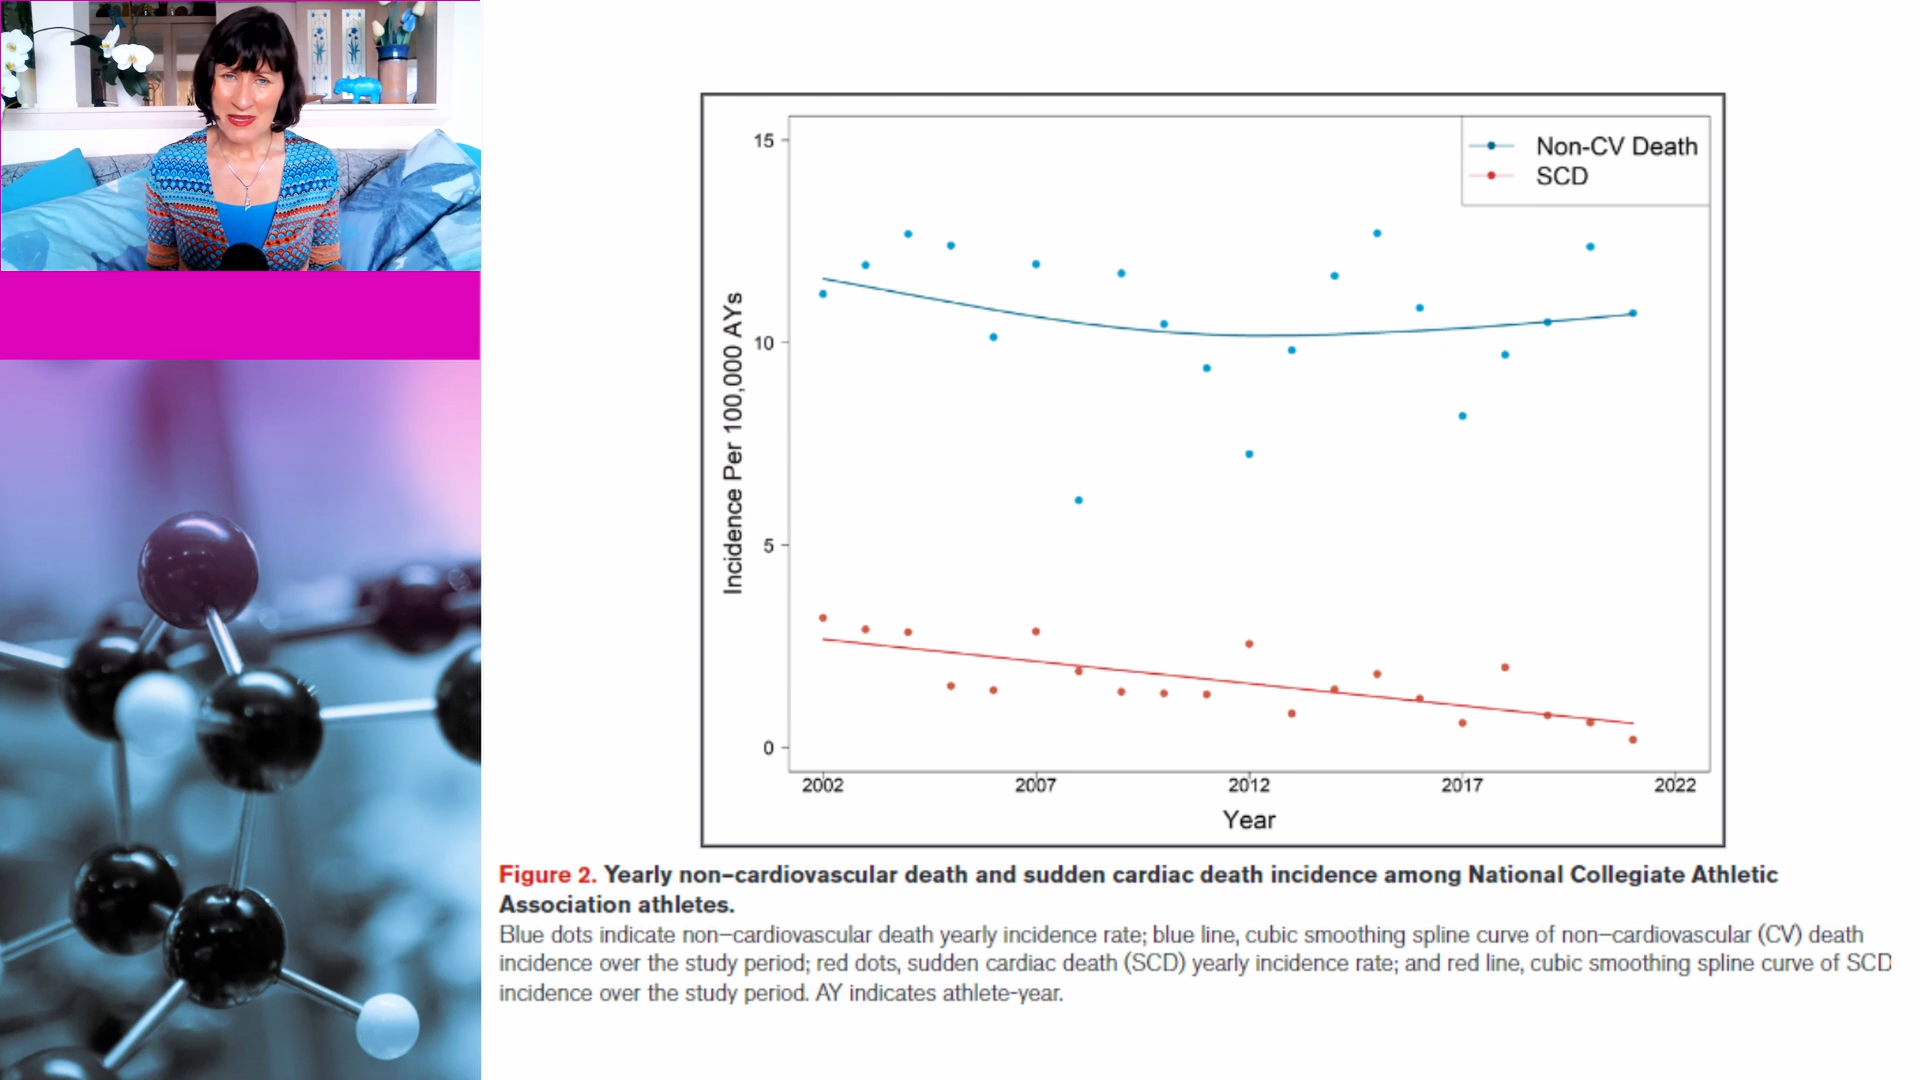 15
Non-CV Death
SCD
10
5
0
Incidence Per 100,000 AYs
2002 2007 2012 2017 2022
Year
Figure 2. Yearly non–cardiovascular death and sudden cardiac death incidence among National Collegiate Athletic
Association athletes.
Blue dots indicate non–cardiovascular death yearly incidence rate; blue line, cubic smoothing spline curve of non–cardiovascular (CV) death
incidence over the study period; red dots, sudden cardiac death (SCD) yearly incidence rate; and red line, cubic smoothing spline curve of SCD
incidence over the study period. AY indicates athlete-year.